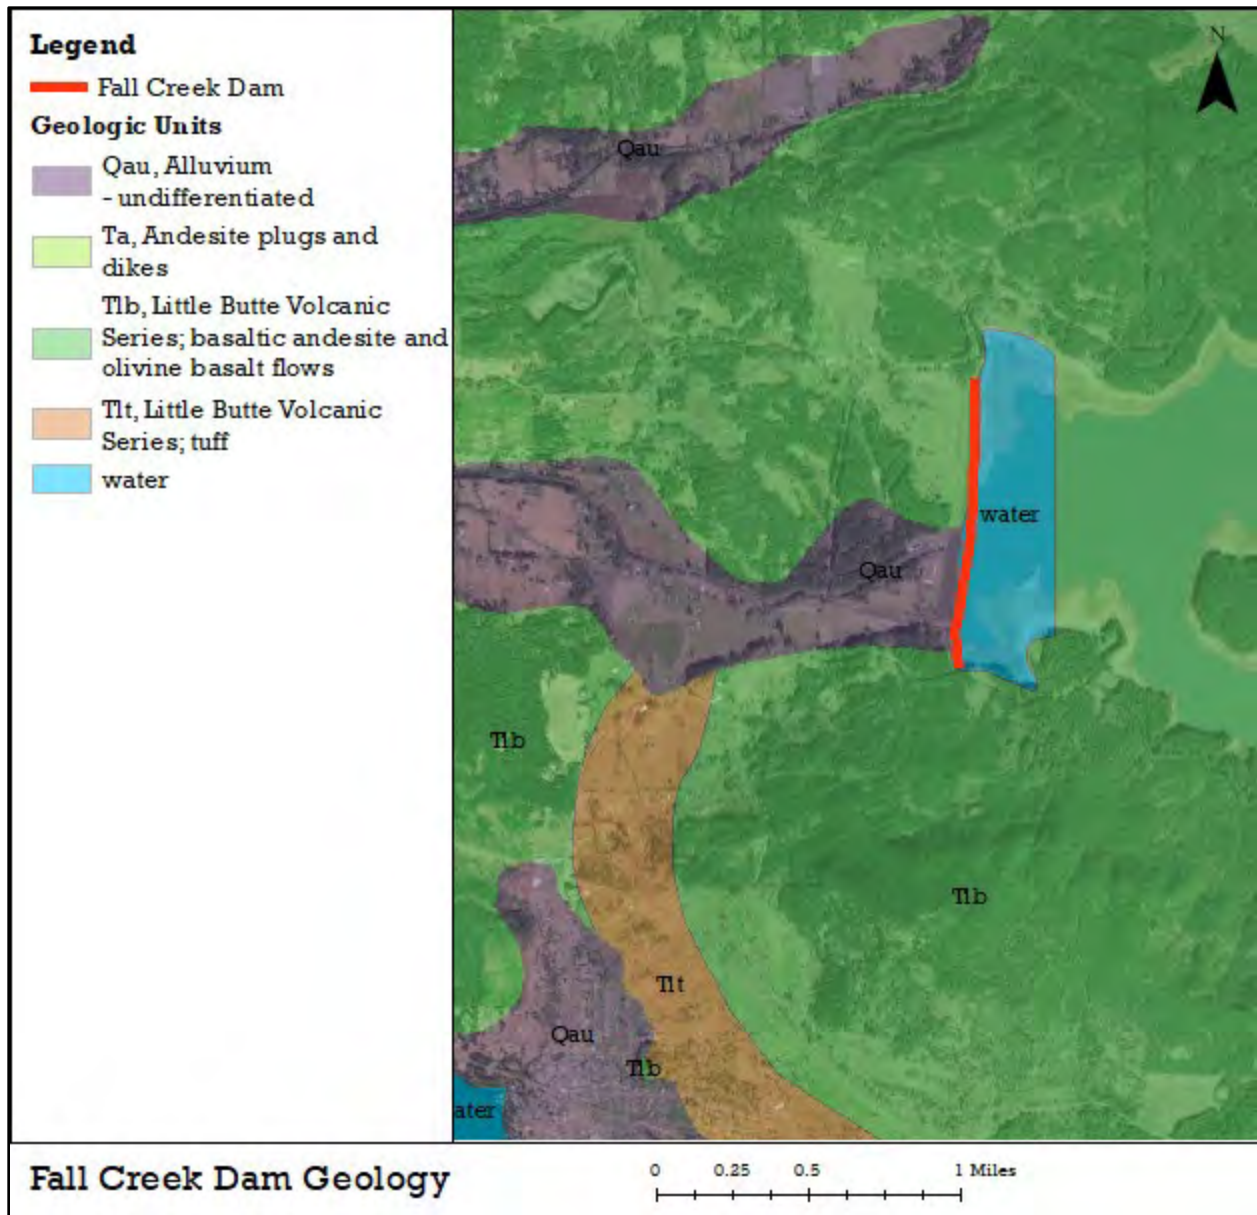 Legend
Fall Creek Dam
Geologic Units
Qau, Alluvium
- undifferentiated
Ta, Andesite plugs and
dikes
Tlb, Little Butte Volcanic
Series; basaltic andesite and
olivine basalt flows
Tlt, Little Butte Volcanic
Series; tuff
water
N
Qau
water
Qau
Tlb
Tlb
Tlt
Qau
Tlb
ater
Fall Creek Dam Geology
0 0.25 0.5 1 Miles